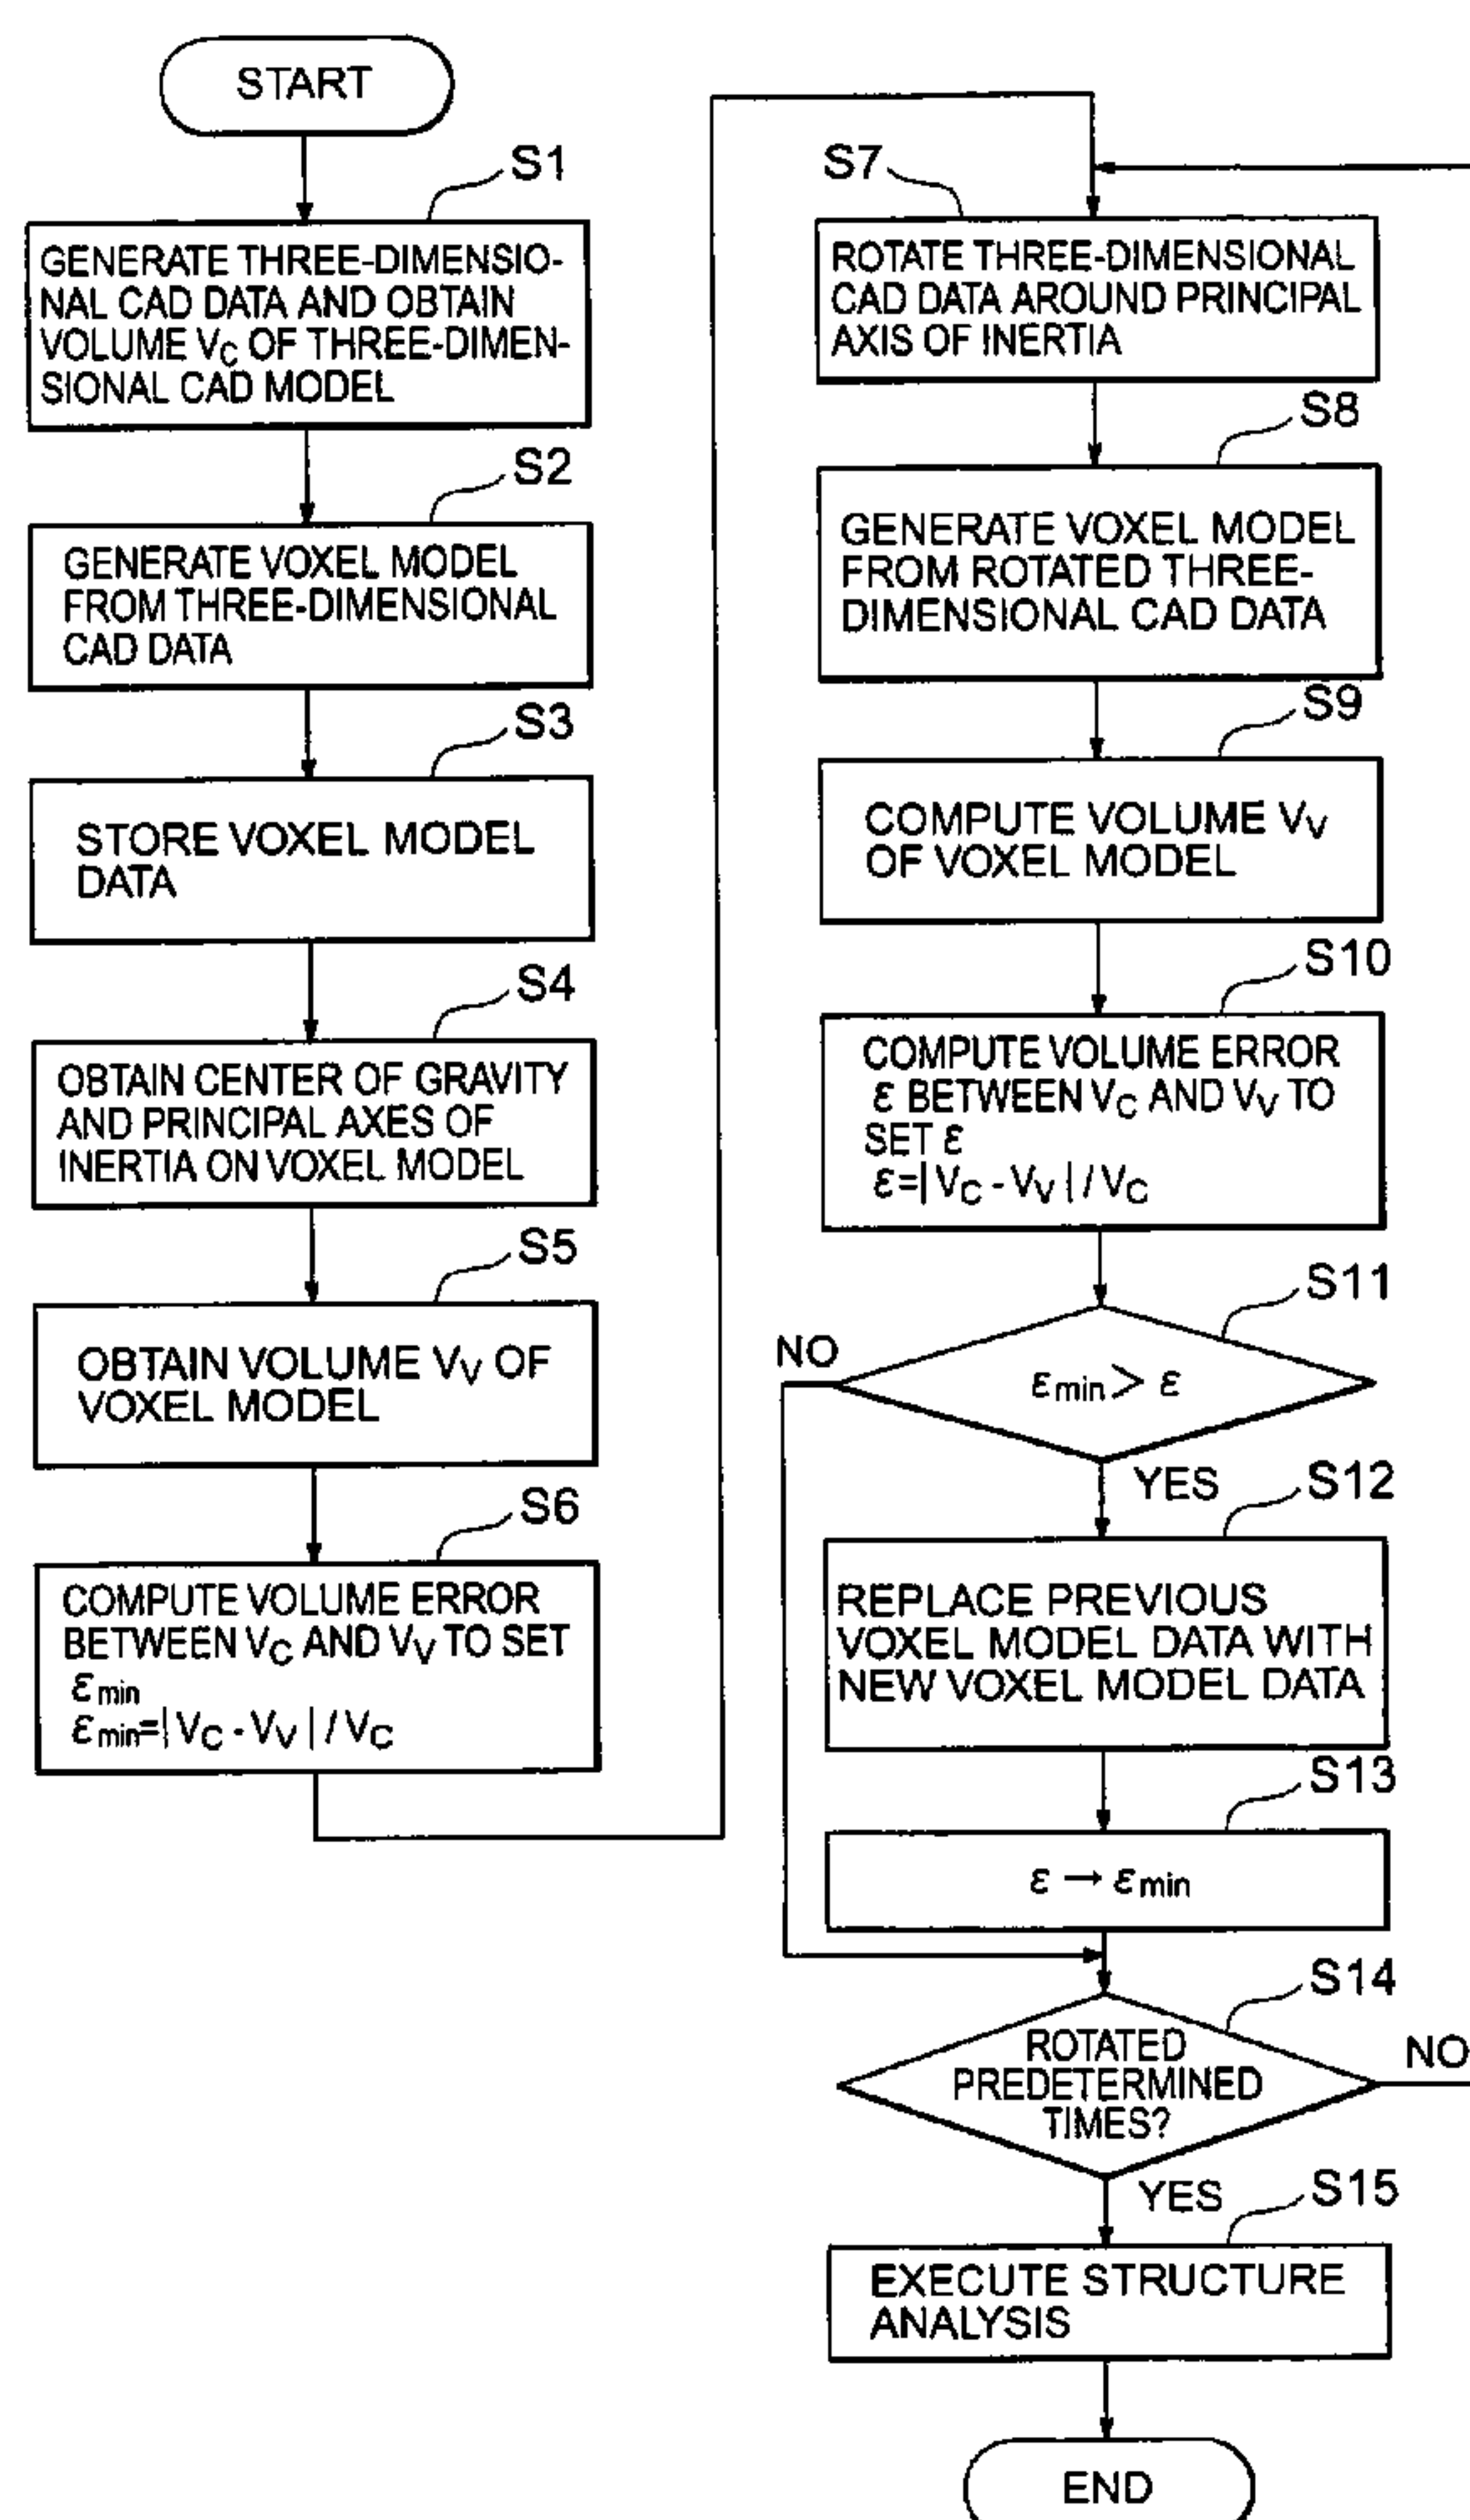 START
S1
GENERATE THREE-DIMENSIO-
NAL CAD DATA AND OBTAIN
VOLUME VC OF THREE-DIMEN-
SIONAL CAD MODEL
S2
GENERATE VOXEL MODEL
FROM THREE-DIMENSIONAL
CAD DATA
S3
STORE VOXEL MODEL
DATA
S4
OBTAIN CENTER OF GRAVITY
AND PRINCIPAL AXES OF
INERTIA ON VOXEL MODEL
S5
OBTAIN VOLUME VV OF
VOXEL MODEL
S6
COMPUTE VOLUME ERROR
BETWEEN VC AND VV TO SET
εmin
εmin=|VC - VV|/VC
S7
ROTATE THREE-DIMENSIONAL
CAD DATA AROUND PRINCIPAL
AXIS OF INERTIA
S8
GENERATE VOXEL MODEL
FROM ROTATED THREE-
DIMENSIONAL CAD DATA
S9
COMPUTE VOLUME VV
OF VOXEL MODEL
S10
COMPUTE VOLUME ERROR
ε BETWEEN VC AND VV TO
SET ε
ε=|VC - VV|/VC
S11
NO
εmin> ε
YES
S12
REPLACE PREVIOUS
VOXEL MODEL DATA WITH
NEW VOXEL MODEL DATA
S13
ε → εmin
S14
ROTATED
PREDETERMINED
TIMES?
NO
YES
S15
EXECUTE STRUCTURE
ANALYSIS
END